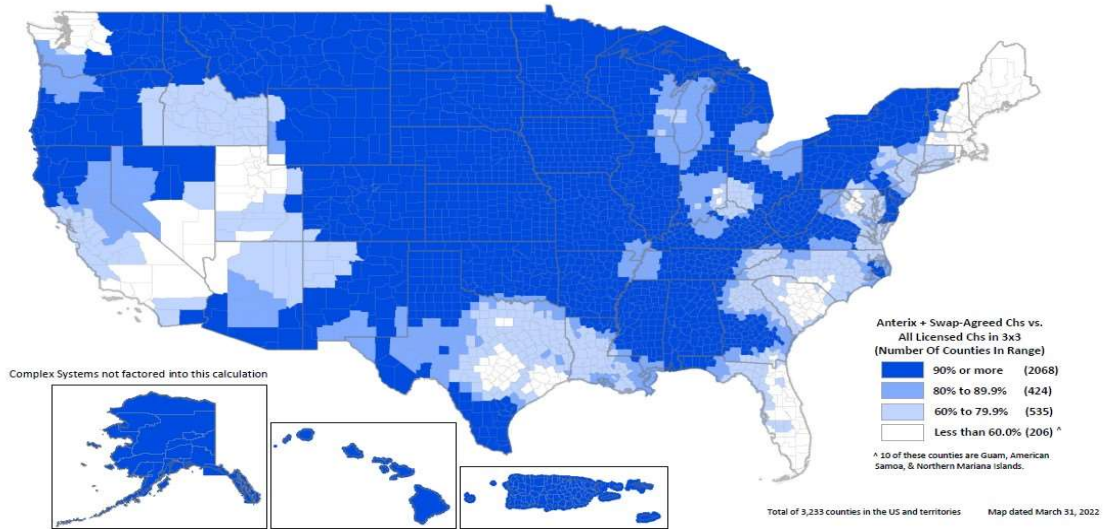 Anterix + Swap-Agreed Chs vs.
All Licensed Chs in 3x3
(Number Of Counties In Range)
90% or more (2068)
80% to 89.9% (424)
60% to 79.9% (535)
Less than 60.0% (206) ^
^ 10 of these counties are Guam, American
Samoa, & Northern Mariana Islands.
Complex Systems not factored into this calculation
Total of 3,233 counties in the US and territories Map dated March 31, 2022